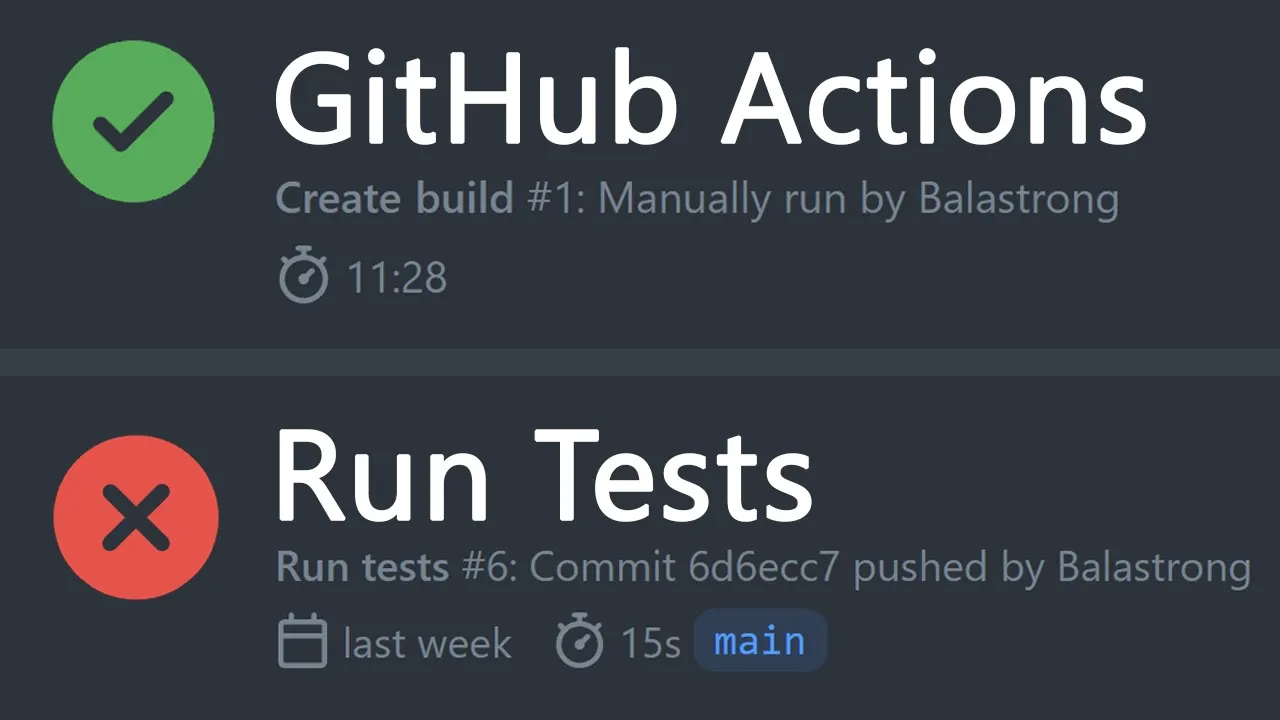 GitHub Actions
Create build #1: Manually run by Balastrong
11:28
Run Tests
Run tests #6: Commit 6d6ecc7 pushed by Balastrong
last week 15s main